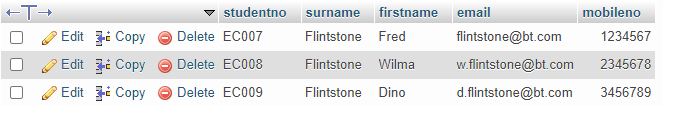 studentno surname firstname email mobileno
Edit Copy Delete EC007 Flintstone Fred flintstone@bt.com 1234567
Edit Copy Delete EC008 Flintstone Wilma w.flintstone@bt.com 2345678
Edit Copy Delete EC009 Flintstone Dino d.flintstone@bt.com 3456789